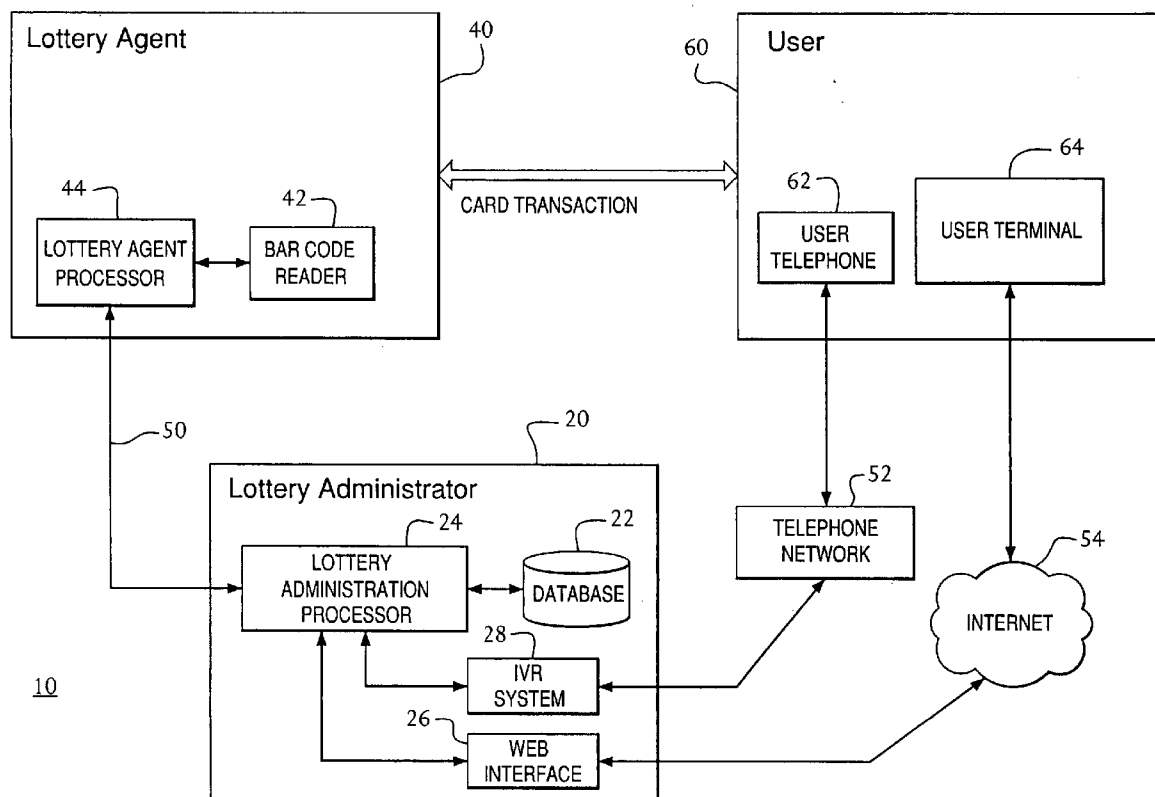 Lottery Agent
40
60
User
44
42
LOTTERY AGENT
PROCESSOR
BAR CODE
READER
CARD TRANSACTION
62
64
USER
TELEPHONE
USER TERMINAL
50
20
Lottery Administrator
24
22
LOTTERY
ADMINISTRATION
PROCESSOR
DATABASE
52
TELEPHONE
NETWORK
54
INTERNET
28
IVR
SYSTEM
10
26
WEB
INTERFACE